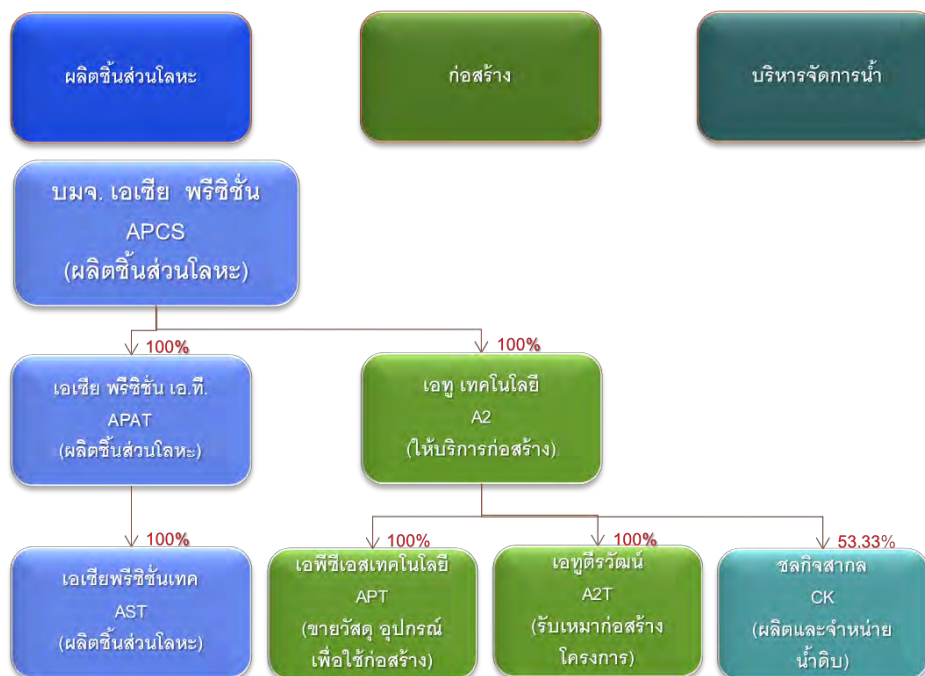 ผลิตชิ้นส่วนโลหะ
ก่อสร้าง
บริหารจัดการน้ำ
บมจ. เอเซีย พรีซิชั่น
APCS
(ผลิตชิ้นส่วนโลหะ)
100%
100%
เอเซีย พรีซิชั่น เอ.ที.
APAT
(ผลิตชิ้นส่วนโลหะ)
เอทู เทคโนโลยี
A2
(ให้บริการก่อสร้าง)
100%
100%
100%
53.33%
เอเซียพรีซิชั่นเทค
AST
(ผลิตชิ้นส่วนโลหะ)
เอพีซีเอสเทคโนโลยี
APT
(ขายวัสดุ อุปกรณ์
เพื่อใช้ก่อสร้าง)
เอทูตีรวัฒน์
A2T
(รับเหมาก่อสร้าง
โครงการ)
ชลกิจสากล
CK
(ผลิตและจำหน่าย
น้ำดิบ)